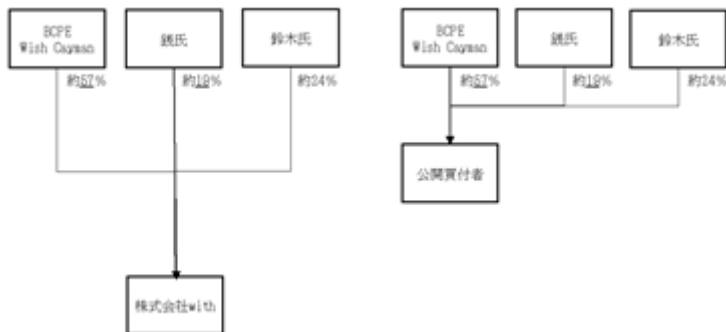 BCPE
Wish Cayman
銭氏
鈴木氏
約57%
約19%
約24%
株式会社with
BCPE
Wish Cayman
銭氏
鈴木氏
約57%
約19%
約24%
公開買付者